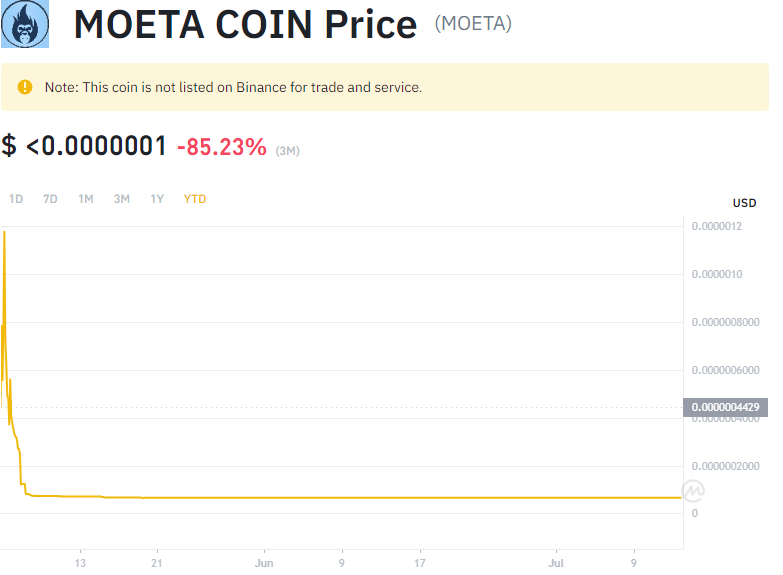 MOETA COIN Price (MOETA)
Note: This coin is not listed on Binance for trade and service.
$ <0.0000001 -85.23% (3M)
1D 7D 1M 3M 1Y YTD
USD
0.0000012
0.0000010
0.0000008000
0.0000006000
0.0000004429
0.0000004000
0.0000002000
0
13 21 Jun 9 17 Jul 9